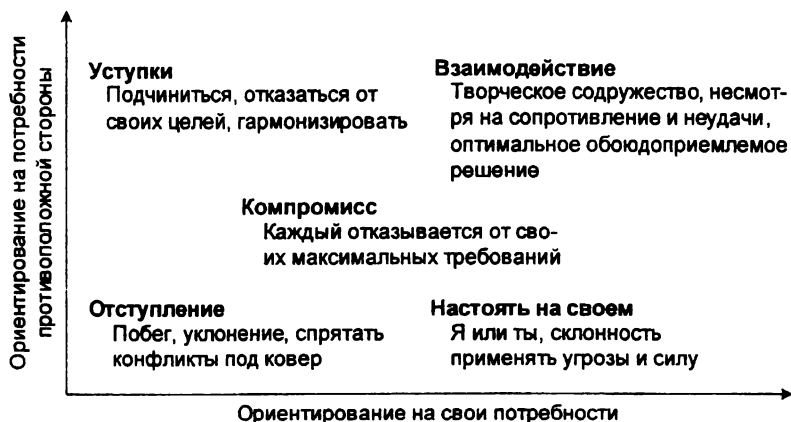 Ориентирование на потребности
противоположной стороны
Уступки
Подчиниться, отказаться от
своих целей, гармонизировать
Взаимодействие
Творческое содружество, несмот-
ря на сопротивление и неудачи,
оптимальное обоюдоприемлемое
решение
Компромисс
Каждый отказывается от сво-
их максимальных требований
Отступление
Побег, уклонение, спрятать
конфликты под ковер
Настоять на своем
Я или ты, склонность
применять угрозы и силу
Ориентирование на свои потребности